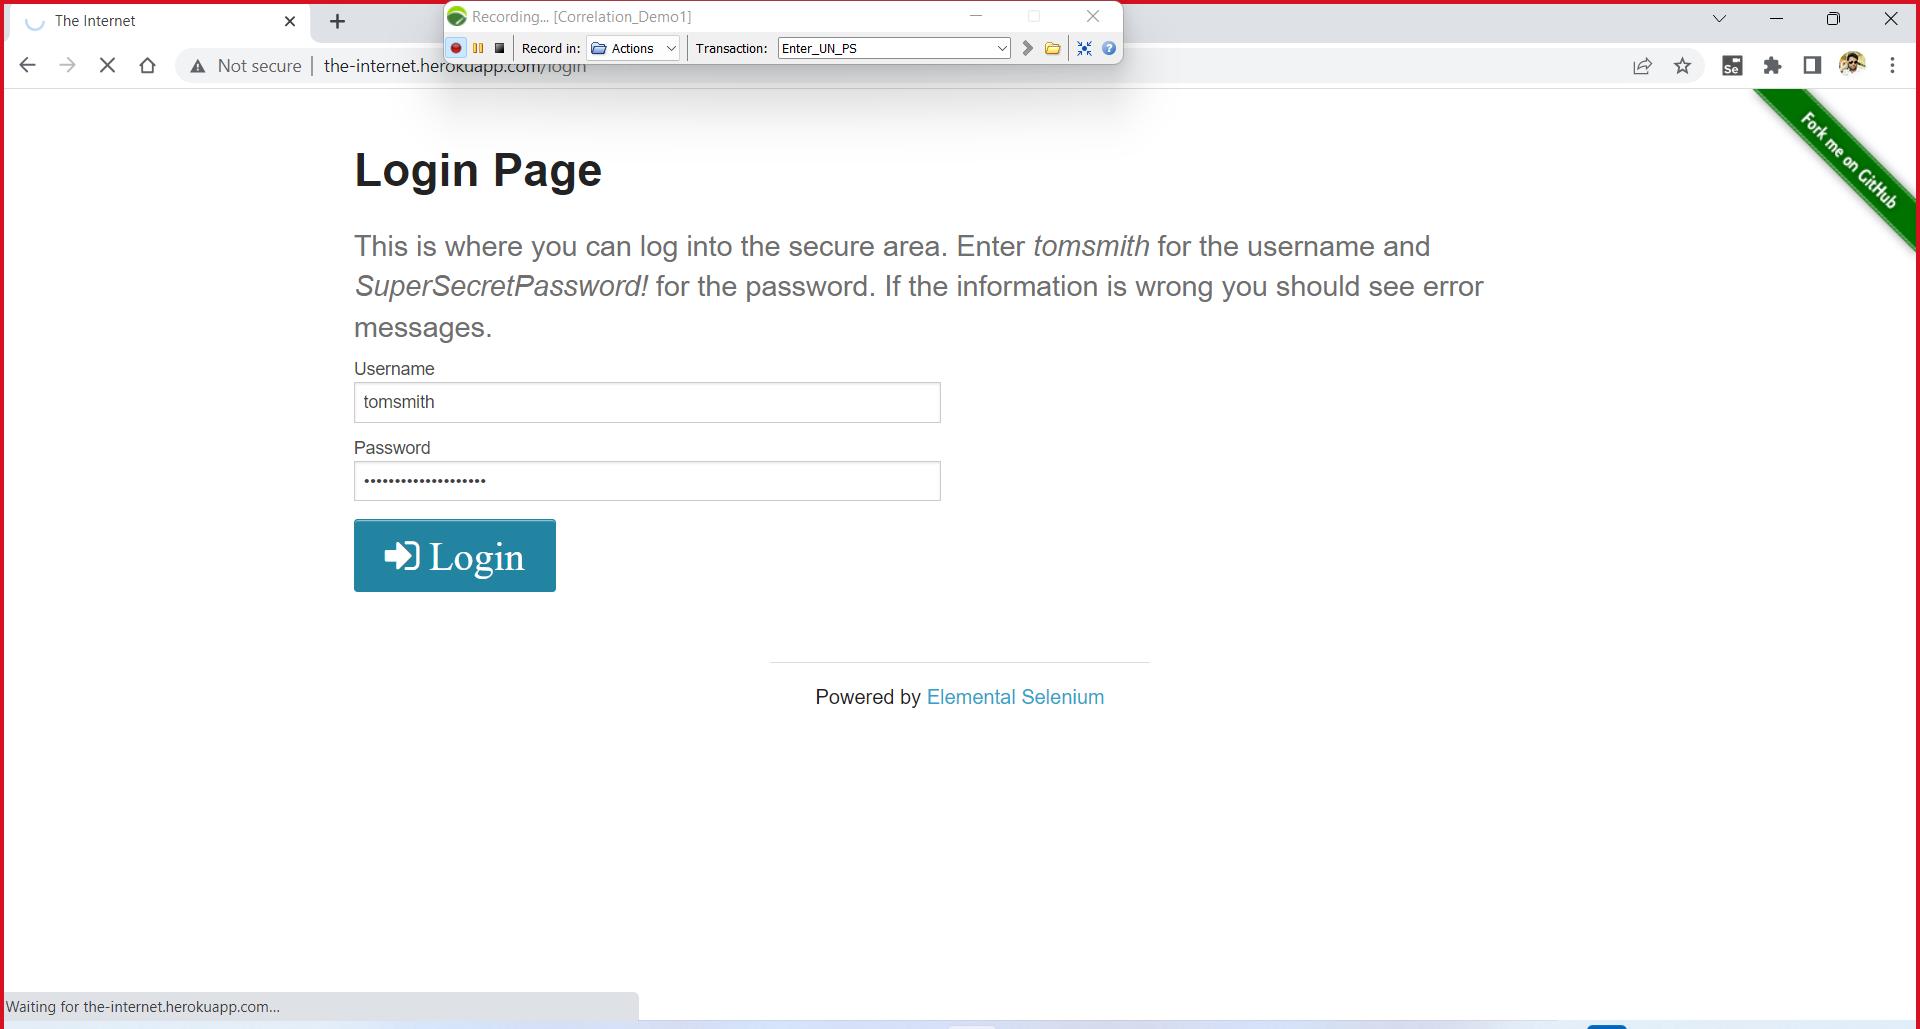 The Internet
Recording... [Correlation_Demo1]
Record in: Actions Transaction: Enter_UN_PS
Not secure the-internet.herokuapp.com/login
Se
Fork me on GitHub
Login Page
This is where you can log into the secure area. Enter tomsmith for the username and
SuperSecretPassword! for the password. If the information is wrong you should see error
messages.
Username
tomsmith
Password
••••••••••••••••••••
Login
Powered by Elemental Selenium
Waiting for the-internet.herokuapp.com...